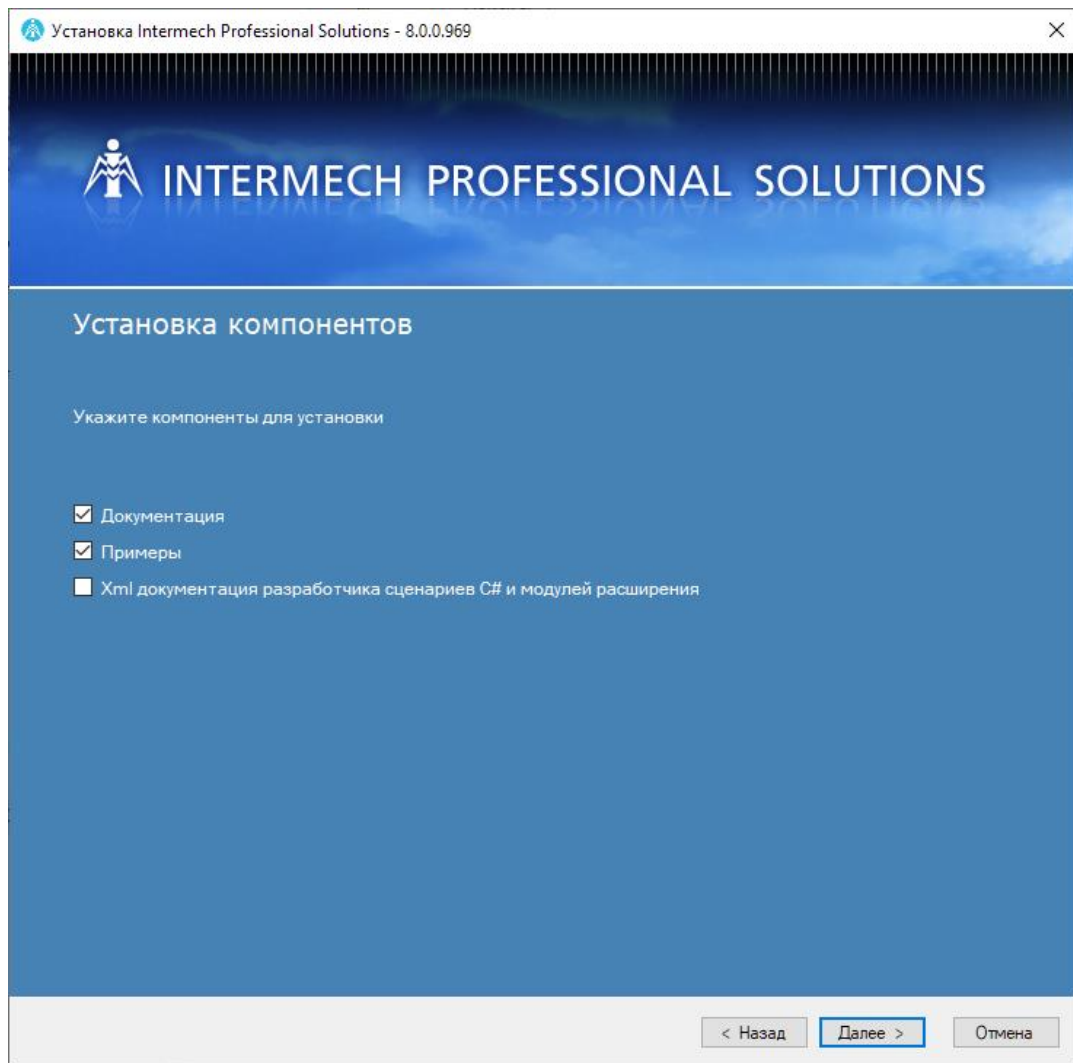 Установка Intermech Professional Solutions - 8.0.0.969
INTERMECH PROFESSIONAL SOLUTIONS
Установка компонентов
Укажите компоненты для установки
Документация
Примеры
Xml документация разработчика сценариев C# и модулей расширения
< Назад
Далее >
Отмена